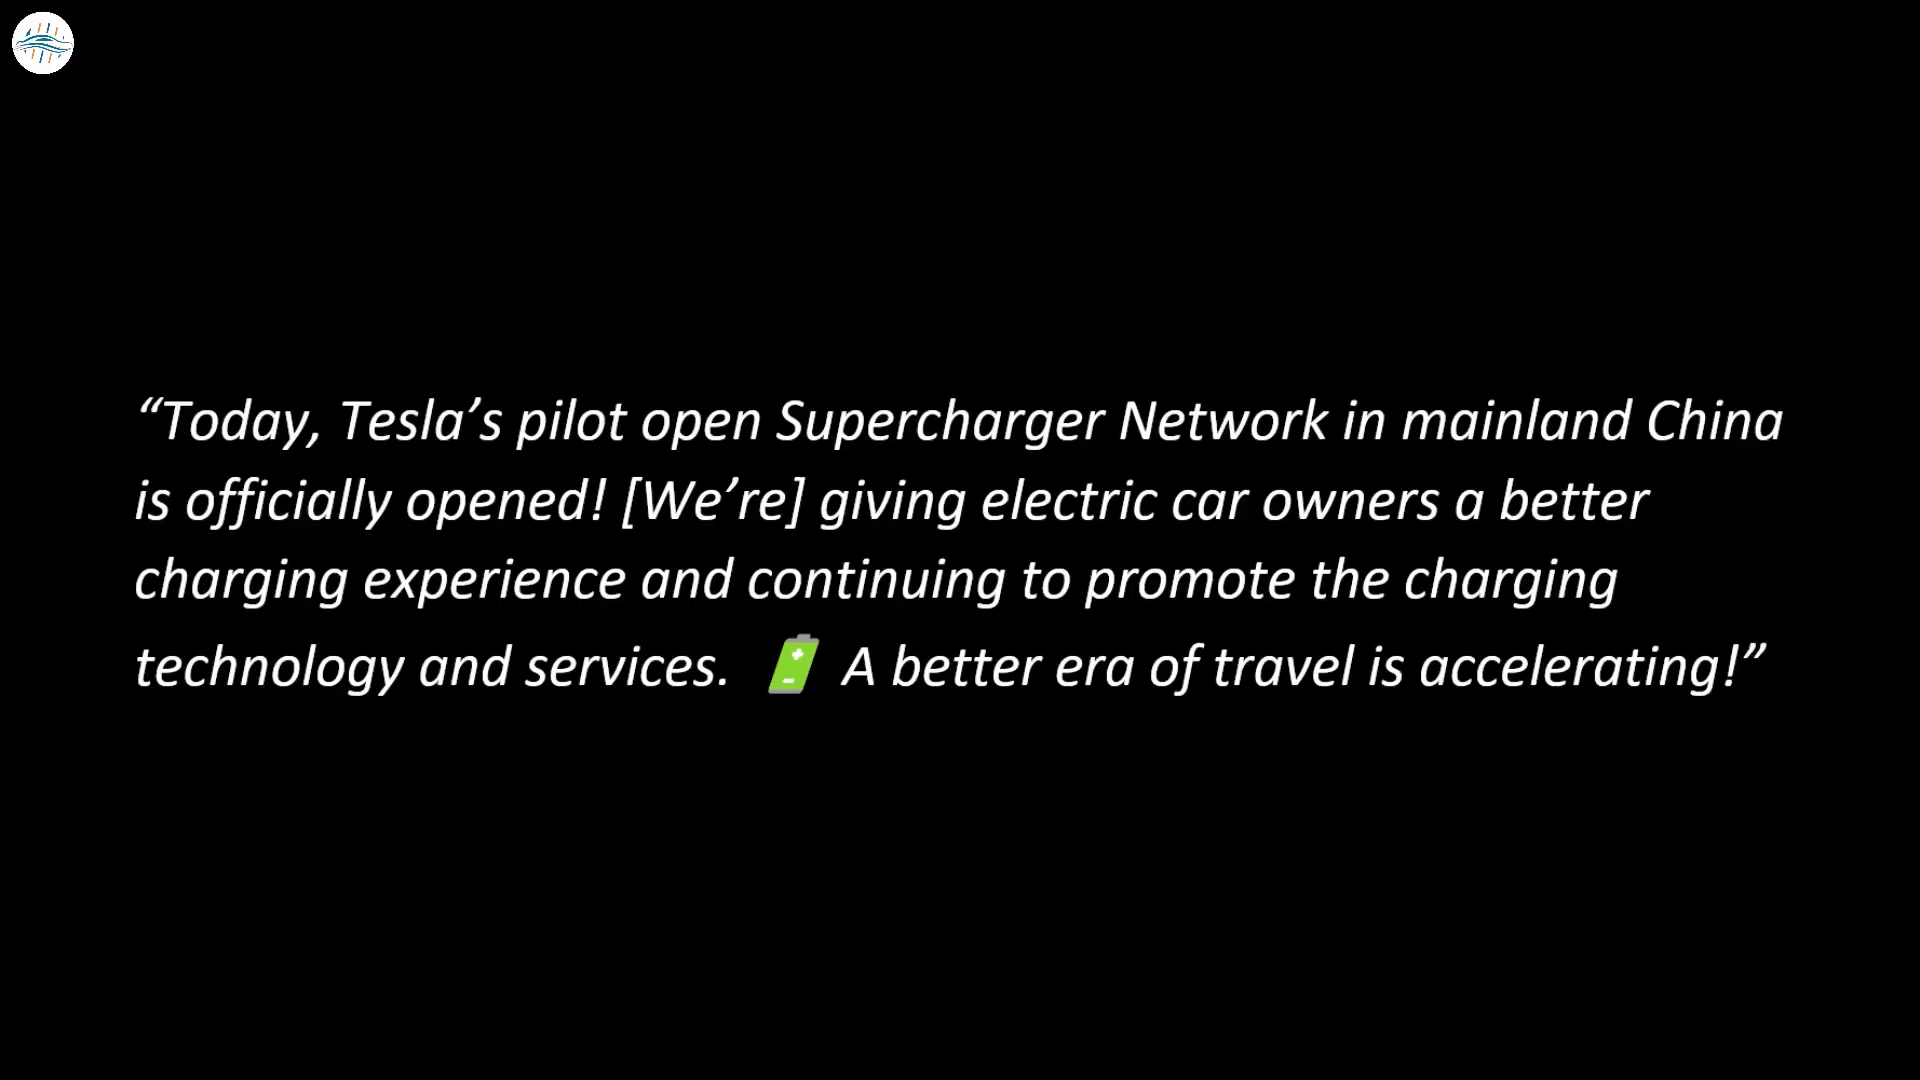 “Today, Tesla’s pilot open Supercharger Network in mainland China
is officially opened! [We’re] giving electric car owners a better
charging experience and continuing to promote the charging
technology and services. 🔋 A better era of travel is accelerating!”